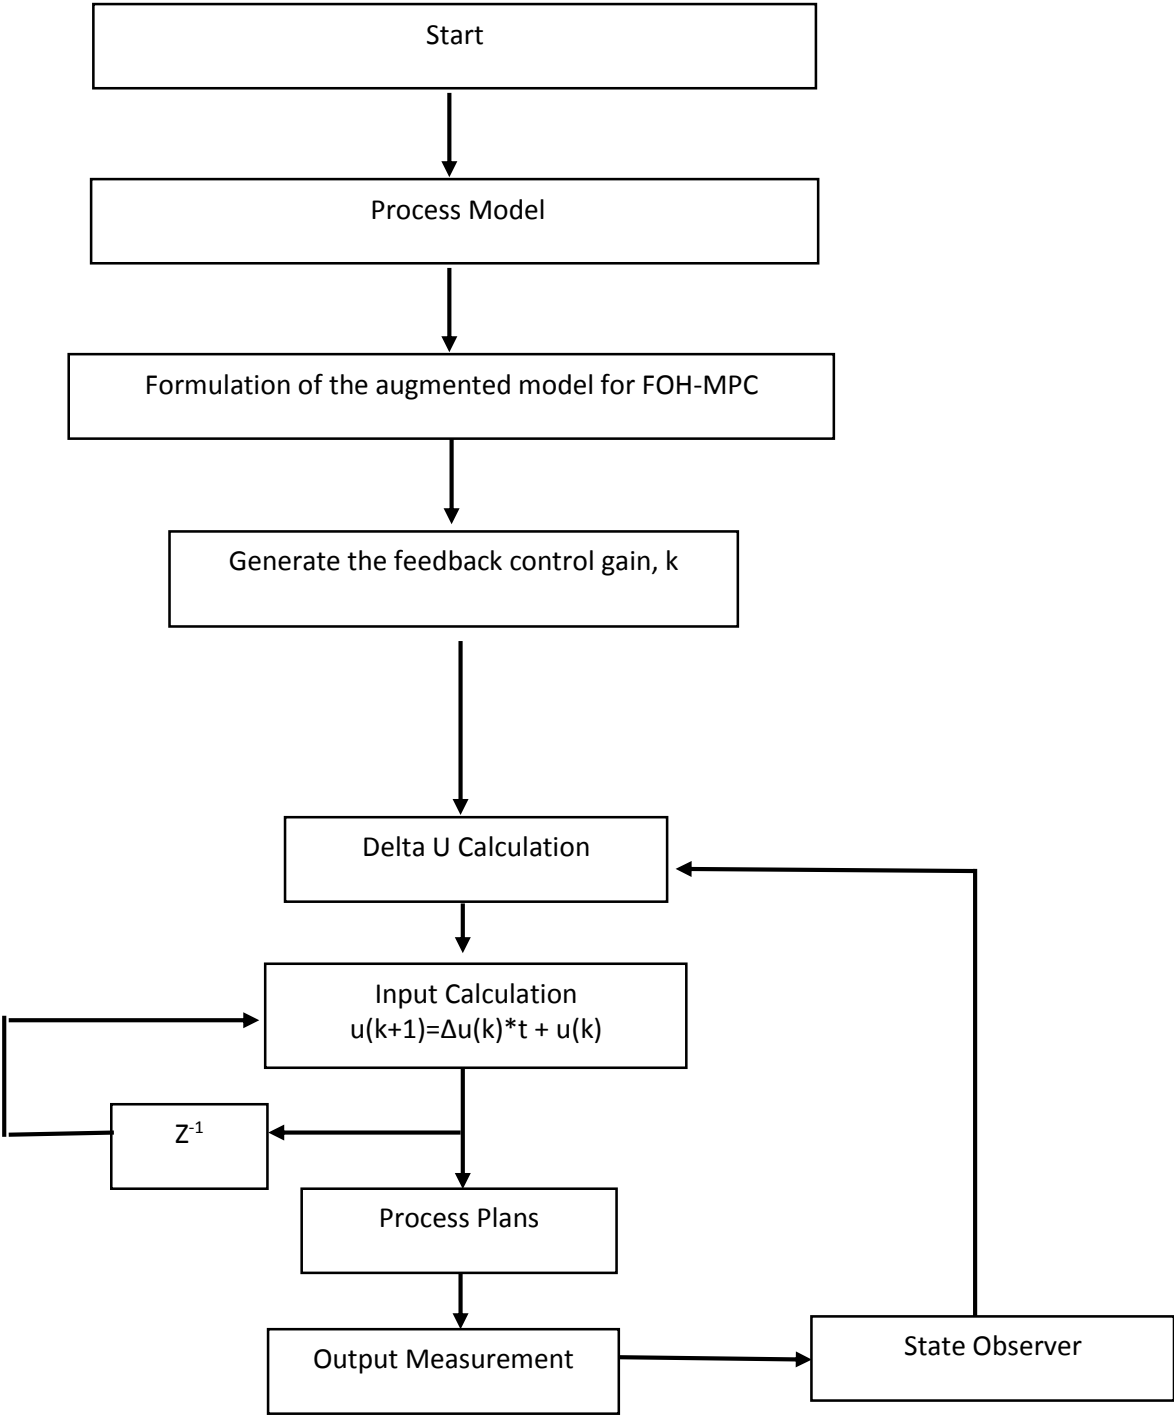 Start
Process Model
Formulation of the augmented model for FOH-MPC
Generate the feedback control gain, k
Delta U Calculation
Input Calculation
u(k+1)=Δu(k)*t + u(k)
Z⁻¹
Process Plans
Output Measurement
State Observer